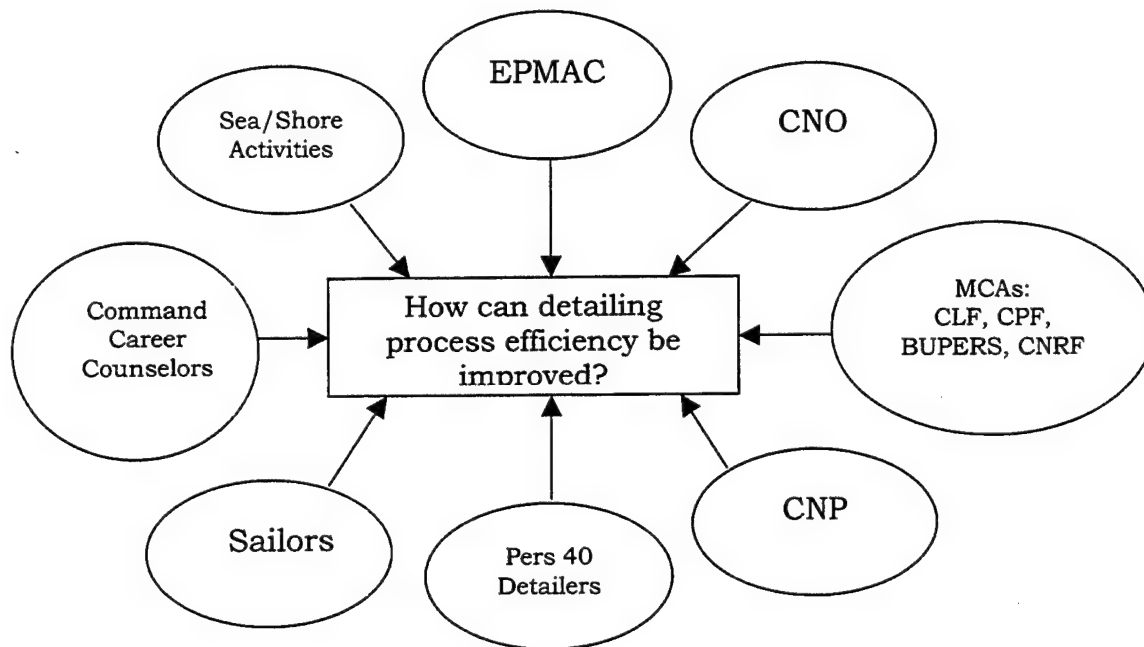 EPMAC
Sea/Shore
Activities
CNO
Command
Career
Counselors
How can detailing
process efficiency be
improved?
MCAs:
CLF, CPF,
BUPERS, CNRF
Sailors
Pers 40
Detailers
CNP